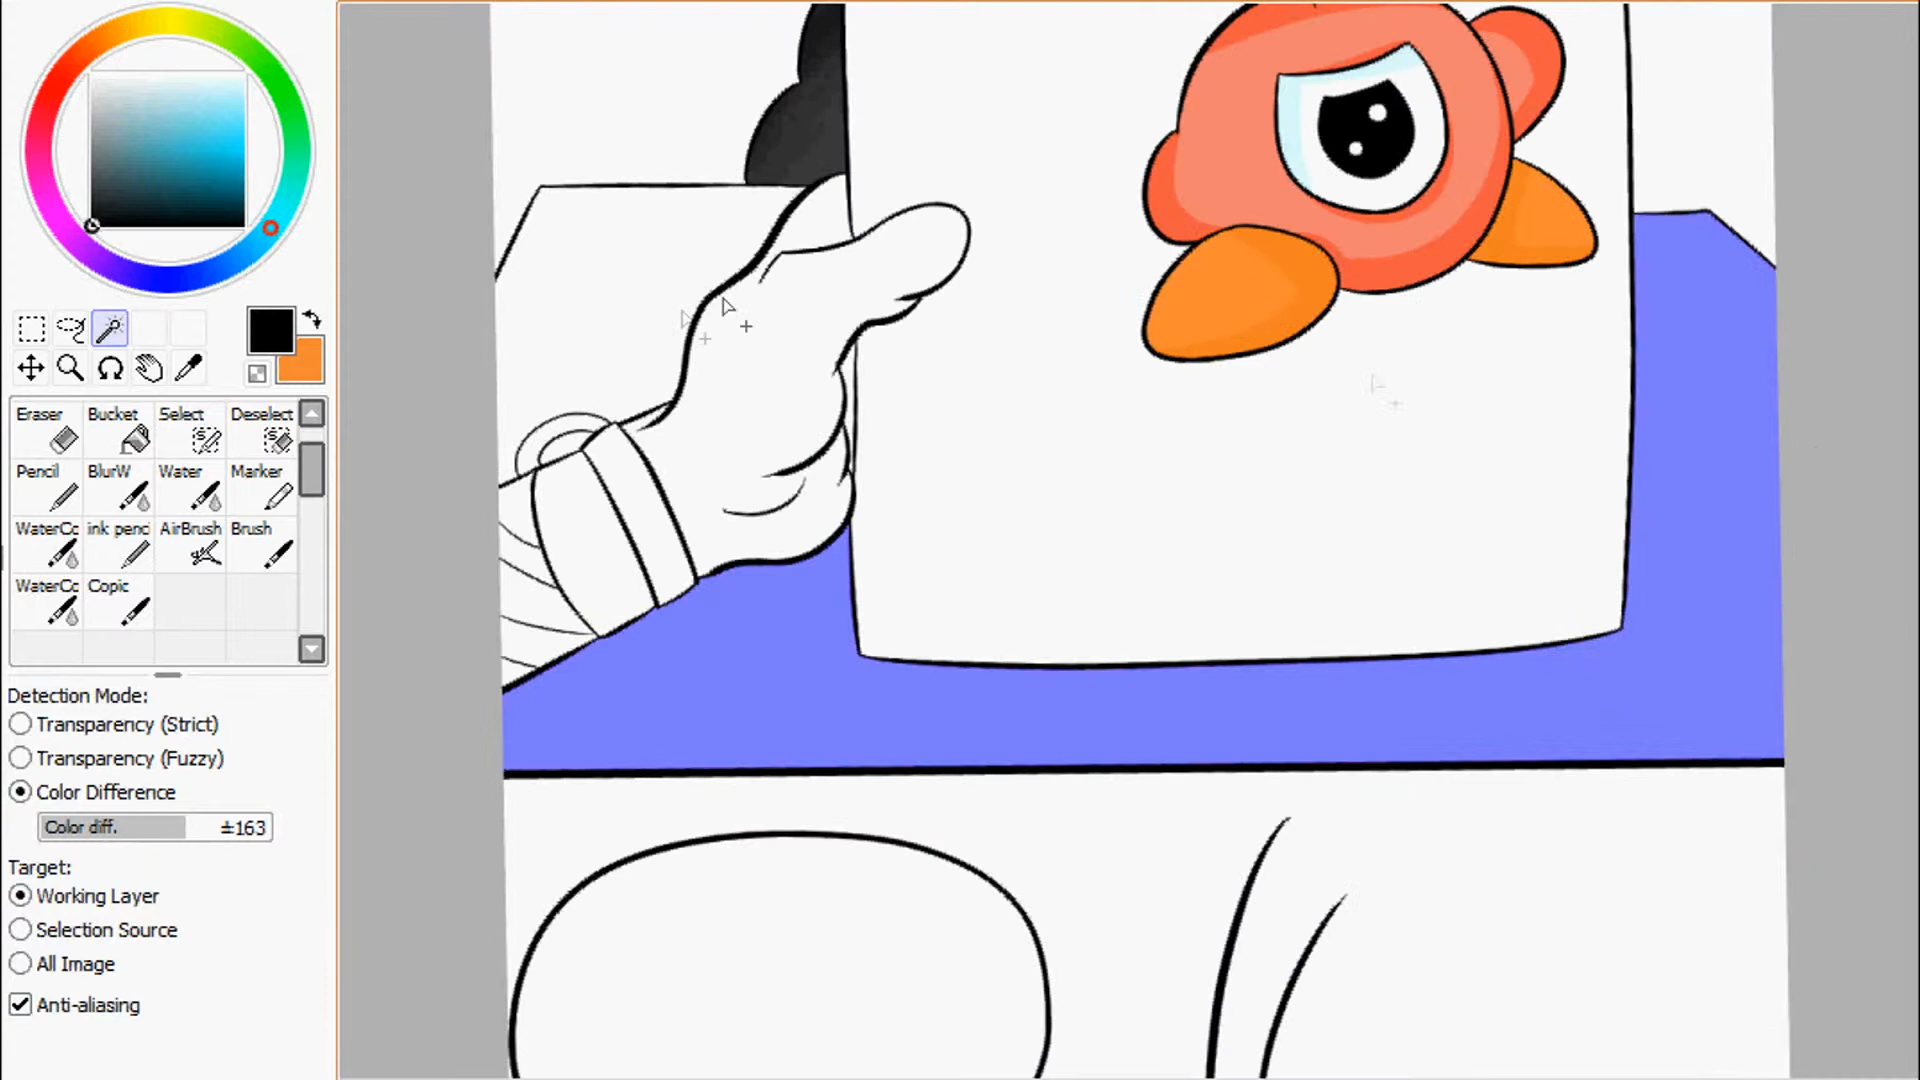 Eraser Bucket Select Deselect
Pencil BlurW Water Marker
WaterCc ink penc AirBrush Brush
WaterCc Copic
Detection Mode:
Transparency (Strict)
Transparency (Fuzzy)
Color Difference
Color diff. ±163
Target:
Working Layer
Selection Source
All Image
Anti-aliasing